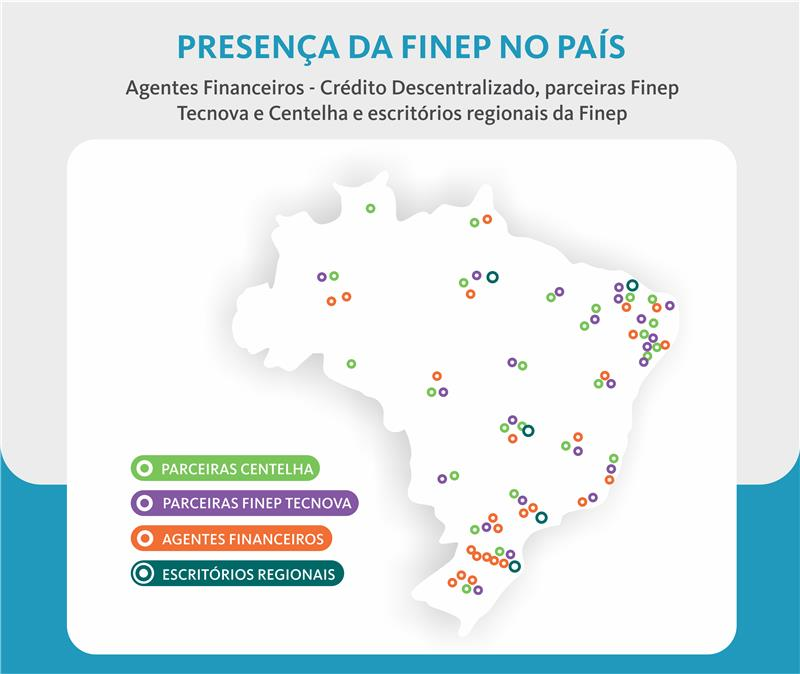 PRESENÇA DA FINEP NO PAÍS
Agentes Financeiros - Crédito Descentralizado, parceiras Finep
Tecnova e Centelha e escritórios regionais da Finep
PARCEIRAS CENTELHA
PARCEIRAS FINEP TECNOVA
AGENTES FINANCEIROS
ESCRITÓRIOS REGIONAIS